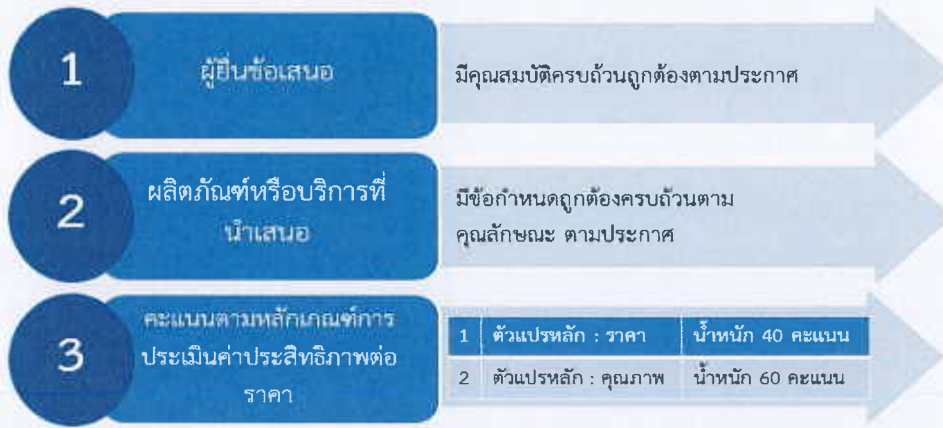 1
ผู้ยื่นข้อเสนอ
มีคุณสมบัติครบถ้วนถูกต้องตามประกาศ
2
ผลิตภัณฑ์หรือบริการที่
นำเสนอ
มีข้อกำหนดถูกต้องครบถ้วนตาม
คุณลักษณะ ตามประกาศ
3
คะแนนตามหลักเกณฑ์การ
ประเมินค่าประสิทธิภาพต่อ
ราคา
1 ตัวแปรหลัก : ราคา น้ำหนัก 40 คะแนน
2 ตัวแปรหลัก : คุณภาพ น้ำหนัก 60 คะแนน